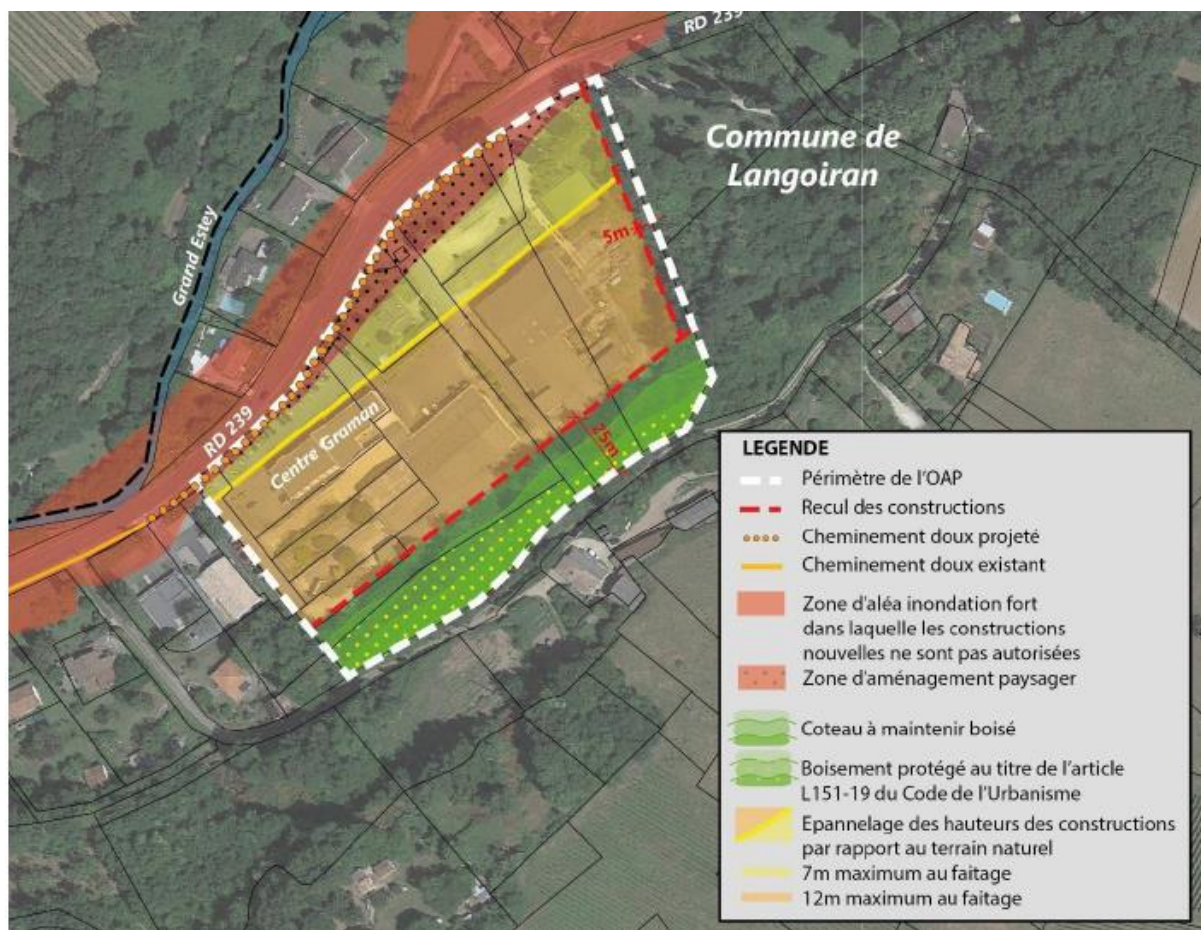 RD 239
Commune de
Langoiran
Grand Estey
5m
RD 239
Centre Graman
25m
LEGENDE
Périmètre de l'OAP
Recul des constructions
Cheminement doux projeté
Cheminement doux existant
Zone d'aléa inondation fort
dans laquelle les constructions
nouvelles ne sont pas autorisées
Zone d'aménagement paysager
Coteau à maintenir boisé
Boisement protégé au titre de l'article
L151-19 du Code de l'Urbanisme
Epannelage des hauteurs des constructions
par rapport au terrain naturel
7m maximum au faitage
12m maximum au faitage